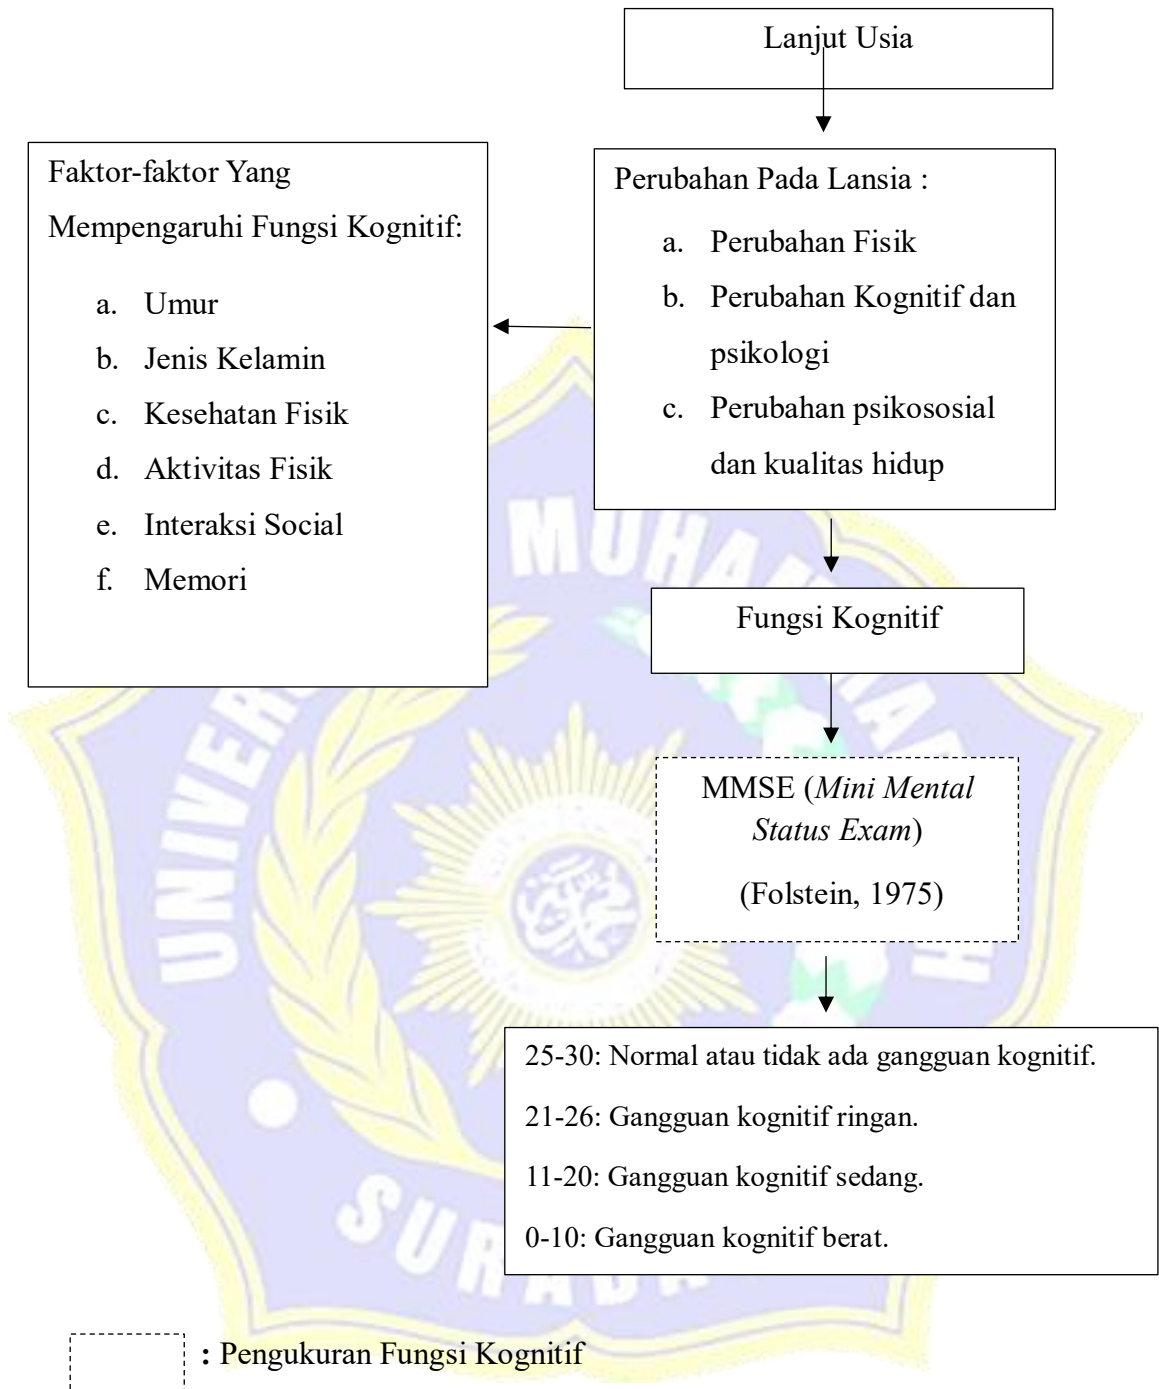 Lanjut Usia
Faktor-faktor Yang
Mempengaruhi Fungsi Kognitif:
a. Umur
b. Jenis Kelamin
c. Kesehatan Fisik
d. Aktivitas Fisik
e. Interaksi Social
f. Memori
Perubahan Pada Lansia :
a. Perubahan Fisik
b. Perubahan Kognitif dan
psikologi
c. Perubahan psikososial
dan kualitas hidup
Fungsi Kognitif
MMSE (Mini Mental
Status Exam)
(Folstein, 1975)
25-30: Normal atau tidak ada gangguan kognitif.
21-26: Gangguan kognitif ringan.
11-20: Gangguan kognitif sedang.
0-10: Gangguan kognitif berat.
: Pengukuran Fungsi Kognitif